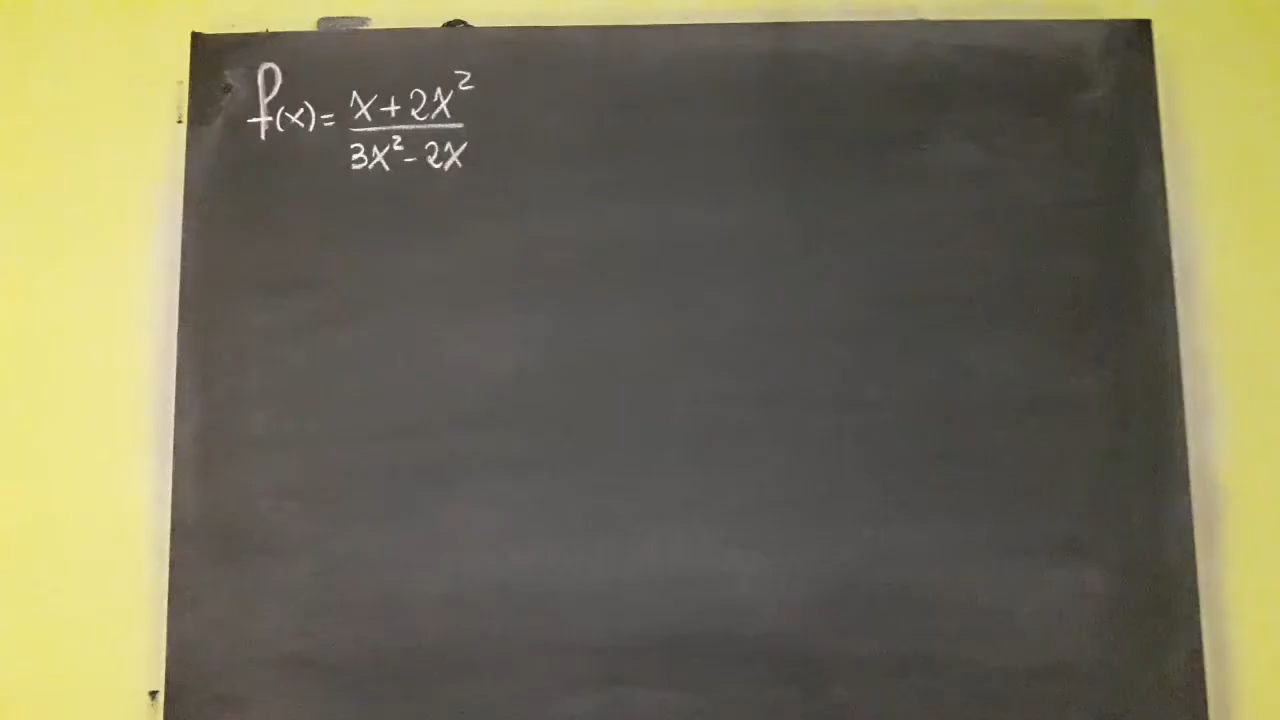 f(x) = x + 2x² / 3x² - 2x